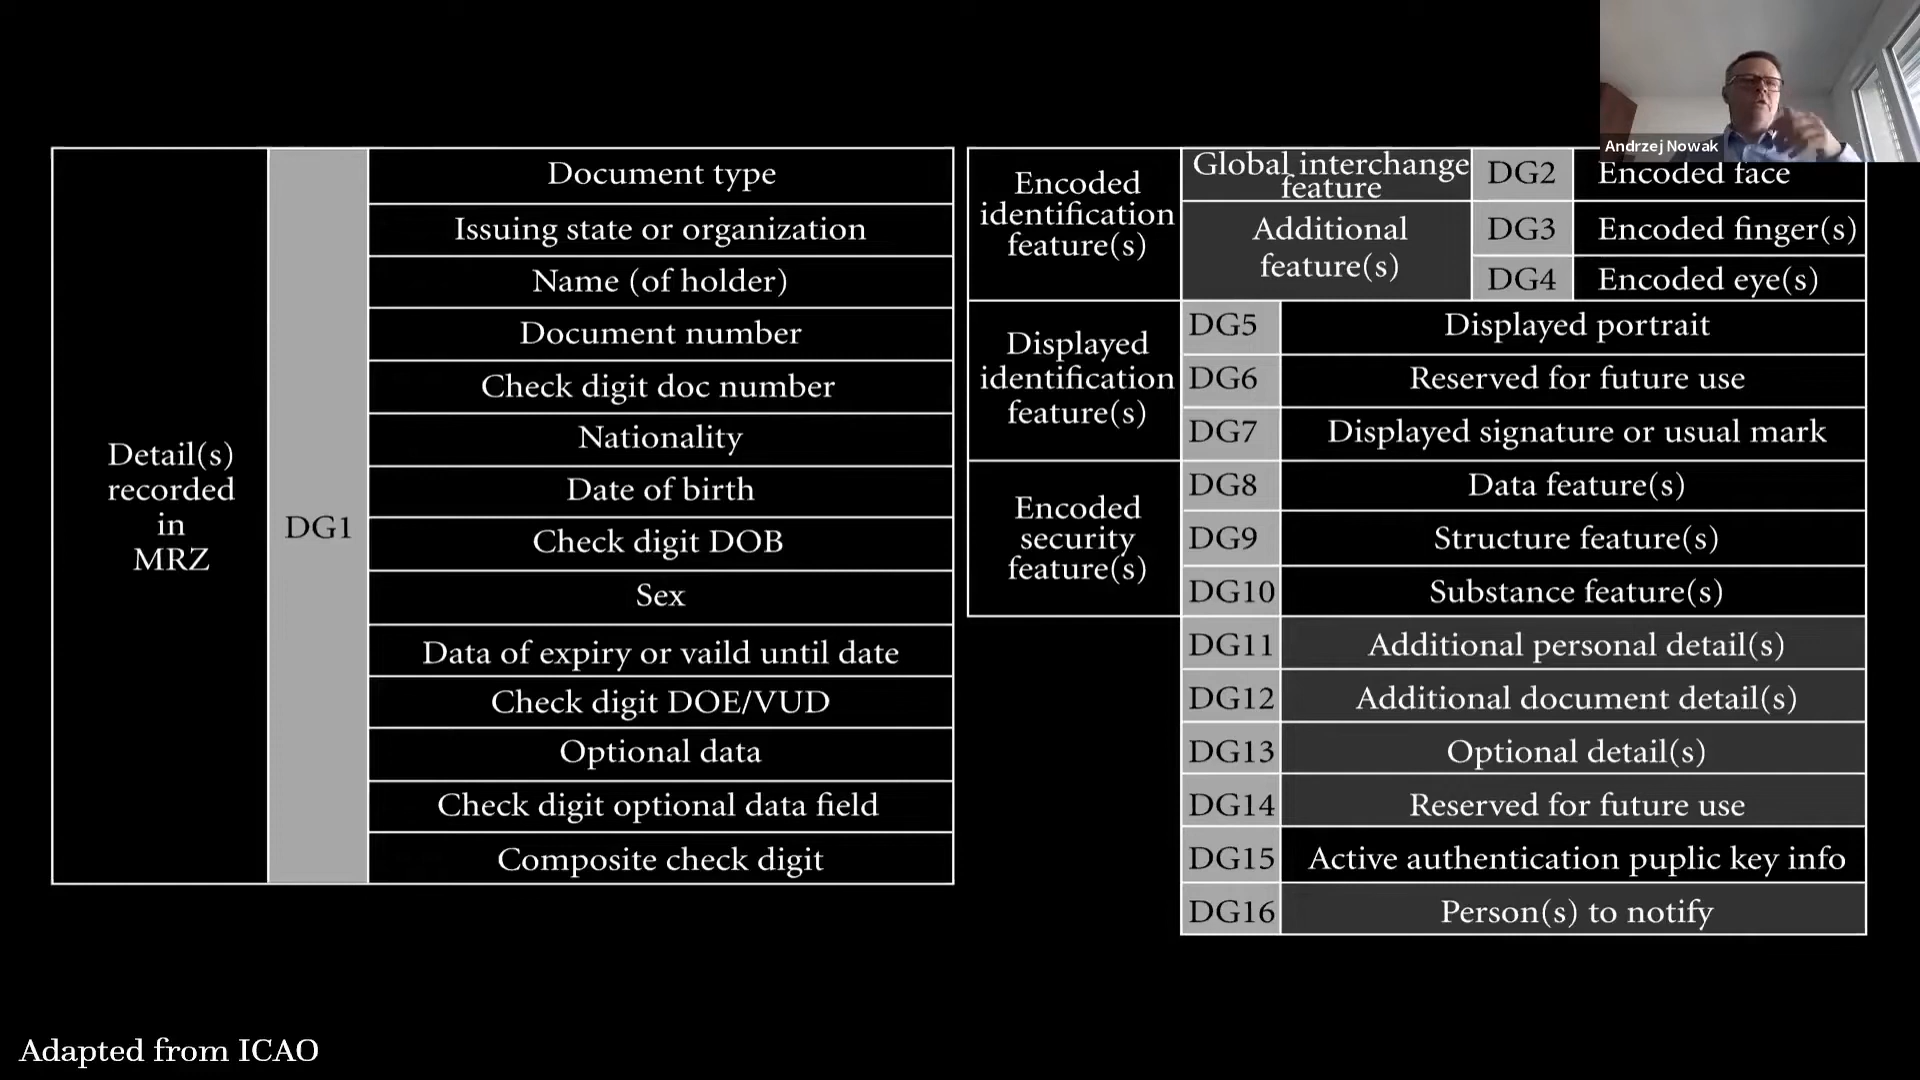 Andrzej Nowak
Detail(s)
recorded
in
MRZ
DG1
Document type
Issuing state or organization
Name (of holder)
Document number
Check digit doc number
Nationality
Date of birth
Check digit DOB
Sex
Data of expiry or vaild until date
Check digit DOE/VUD
Optional data
Check digit optional data field
Composite check digit
Encoded
identification
feature(s)
Global interchange
feature
DG2
Encoded face
Additional
feature(s)
DG3
Encoded finger(s)
DG4
Encoded eye(s)
Displayed
identification
feature(s)
DG5
Displayed portrait
DG6
Reserved for future use
DG7
Displayed signature or usual mark
Encoded
security
feature(s)
DG8
Data feature(s)
DG9
Structure feature(s)
DG10
Substance feature(s)
DG11
Additional personal detail(s)
DG12
Additional document detail(s)
DG13
Optional detail(s)
DG14
Reserved for future use
DG15
Active authentication puplic key info
DG16
Person(s) to notify
Adapted from ICAO